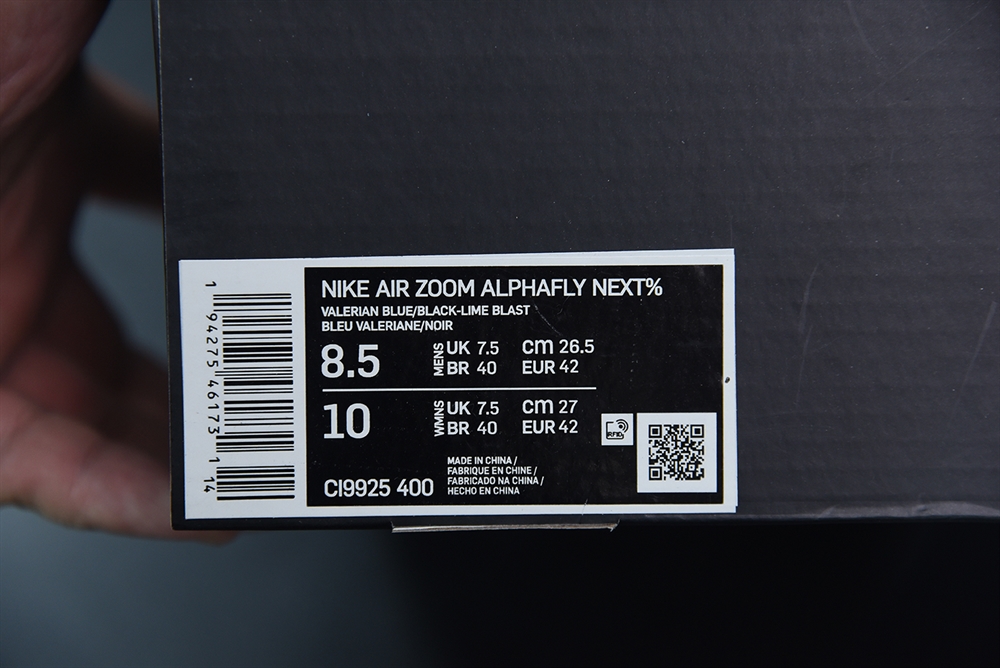 NIKE AIR ZOOM ALPHAFLY NEXT%
VALERIAN BLUE/BLACK-LIME BLAST
BLEU VALERIANE/NOIR
8.5 MENS UK 7.5 cm 26.5
BR 40 EUR 42
10 WMNS UK 7.5 cm 27
BR 40 EUR 42
RFID
CI9925 400
MADE IN CHINA /
FABRIQUE EN CHINE /
FABRICADO NA CHINA /
HECHO EN CHINA
1 94275 46173 1 14